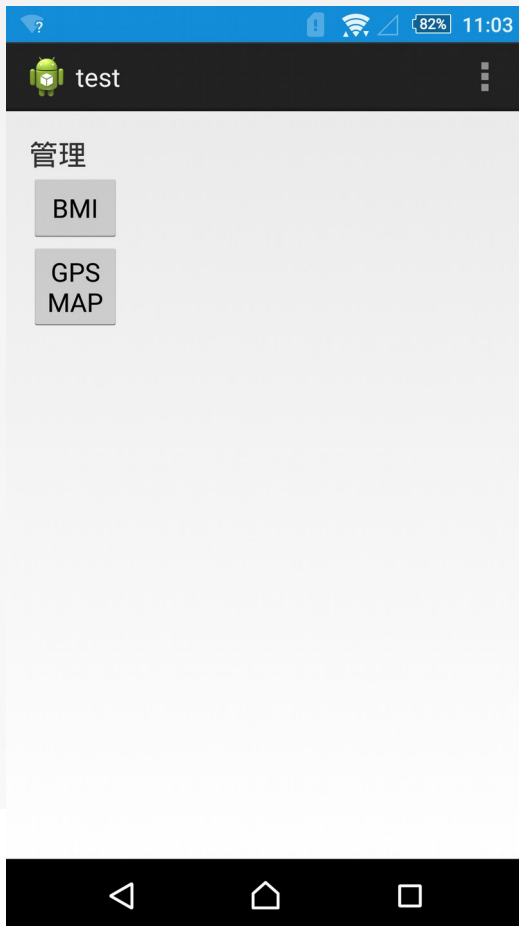 ?
82% 11:03
test
管理
BMI
GPS
MAP